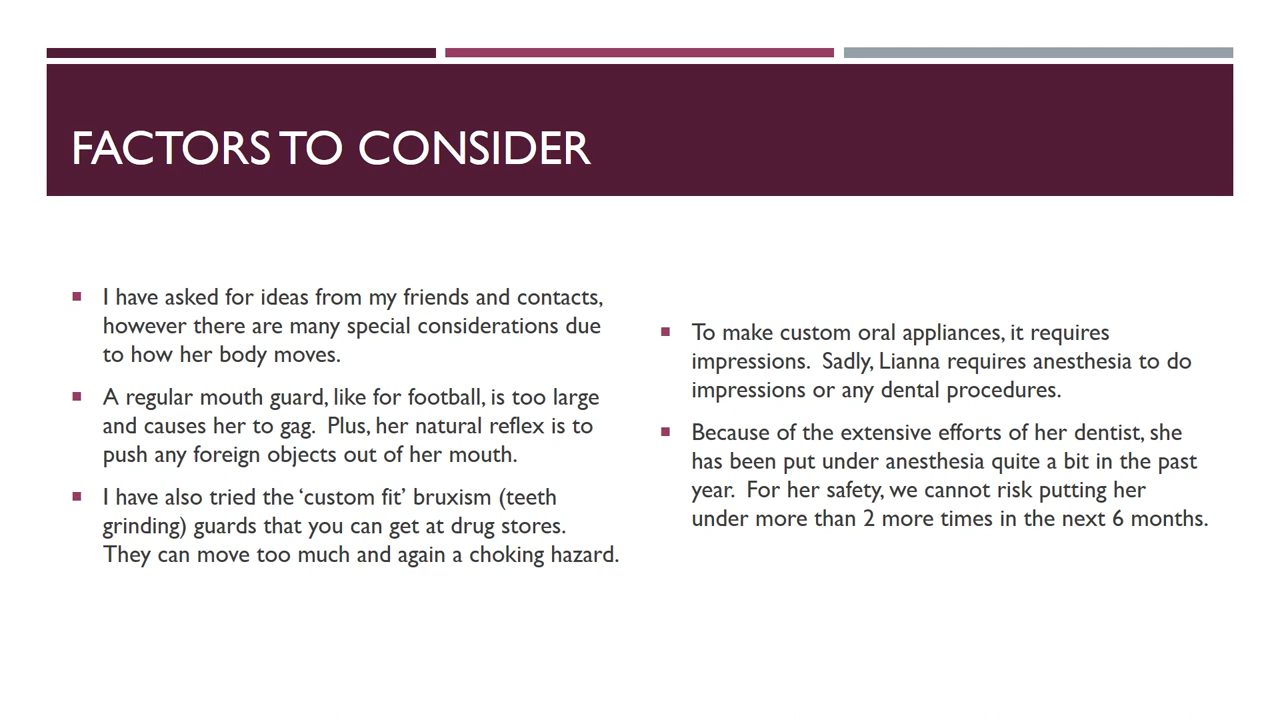 FACTORS TO CONSIDER
I have asked for ideas from my friends and contacts,
however there are many special considerations due
to how her body moves.
A regular mouth guard, like for football, is too large
and causes her to gag.  Plus, her natural reflex is to
push any foreign objects out of her mouth.
I have also tried the ‘custom fit’ bruxism (teeth
grinding) guards that you can get at drug stores.
They can move too much and again a choking hazard.
To make custom oral appliances, it requires
impressions.  Sadly, Lianna requires anesthesia to do
impressions or any dental procedures.
Because of the extensive efforts of her dentist, she
has been put under anesthesia quite a bit in the past
year.  For her safety, we cannot risk putting her
under more than 2 more times in the next 6 months.